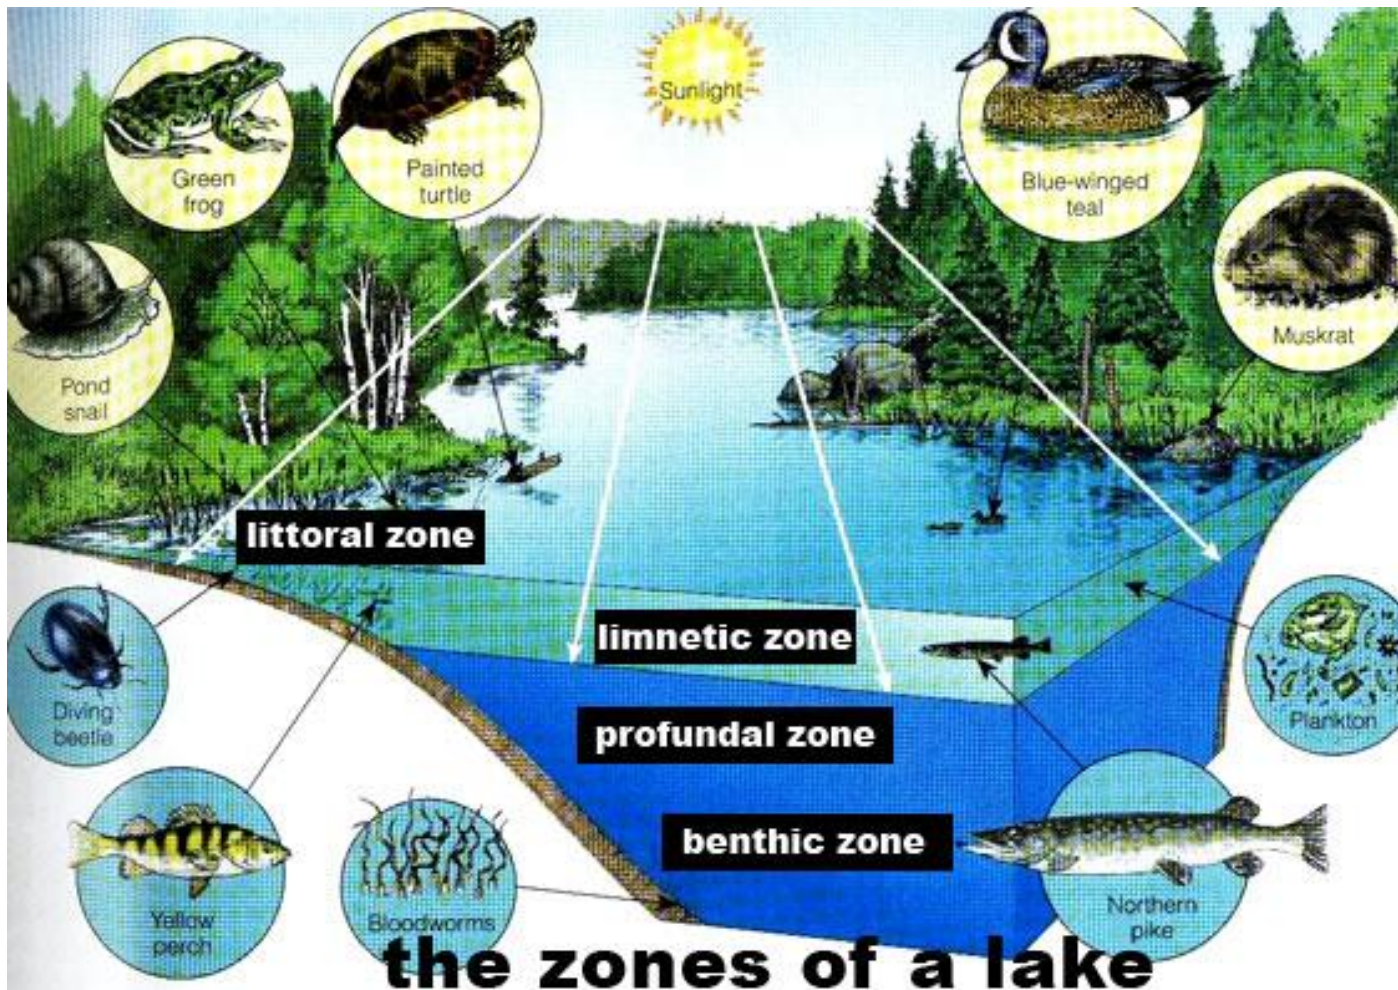 Sunlight
Green
frog
Painted
turtle
Blue-winged
teal
Muskrat
Pond
snail
littoral zone
limnetic zone
profundal zone
benthic zone
Diving
beetle
Plankton
Yellow
perch
Bloodworms
Northern
pike
the zones of a lake